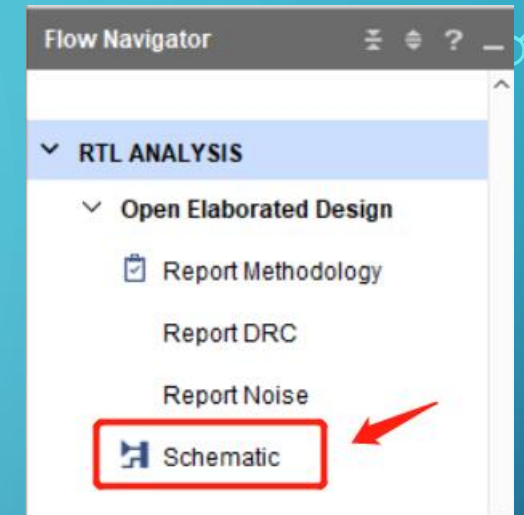 Flow Navigator ?
RTL ANALYSIS
Open Elaborated Design
Report Methodology
Report DRC
Report Noise
Schematic